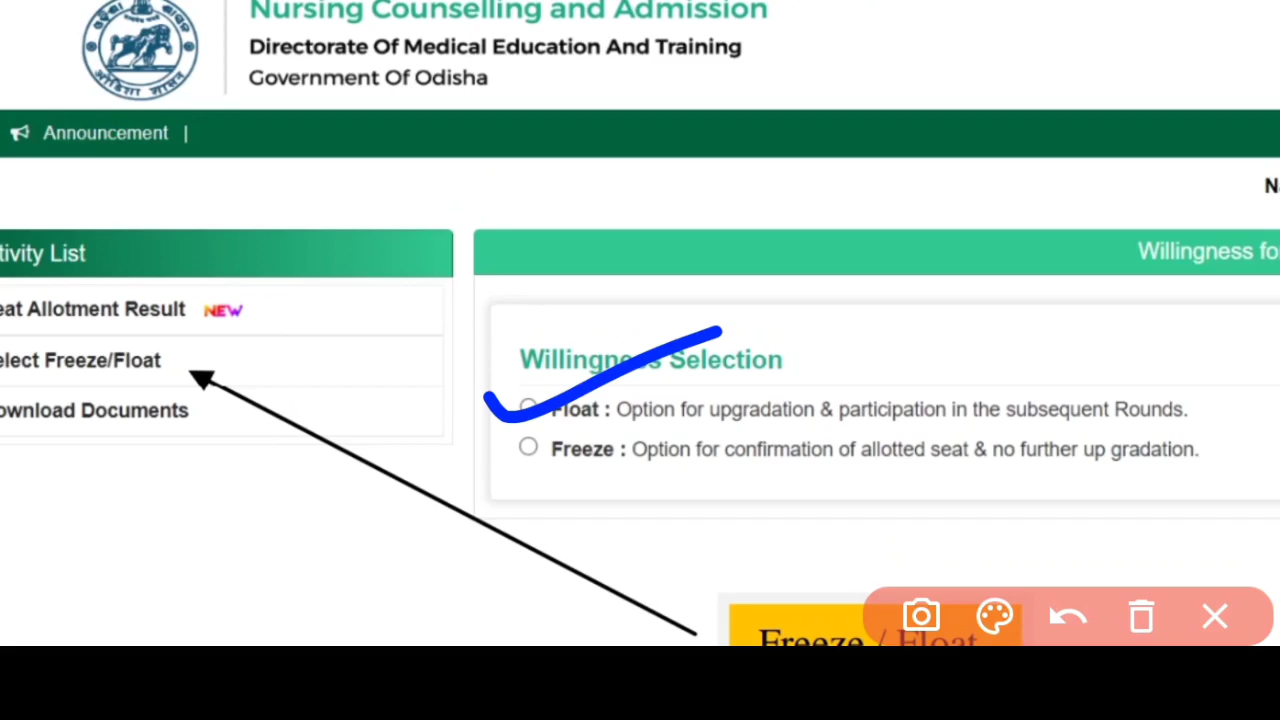 Nursing Counselling and Admission
Directorate Of Medical Education And Training
Government Of Odisha
Announcement |
tivity List
eat Allotment Result NEW
elect Freeze/Float
ownload Documents
Willingness fo
Willingness Selection
Float : Option for upgradation & participation in the subsequent Rounds.
Freeze : Option for confirmation of allotted seat & no further up gradation.
Freeze / Float